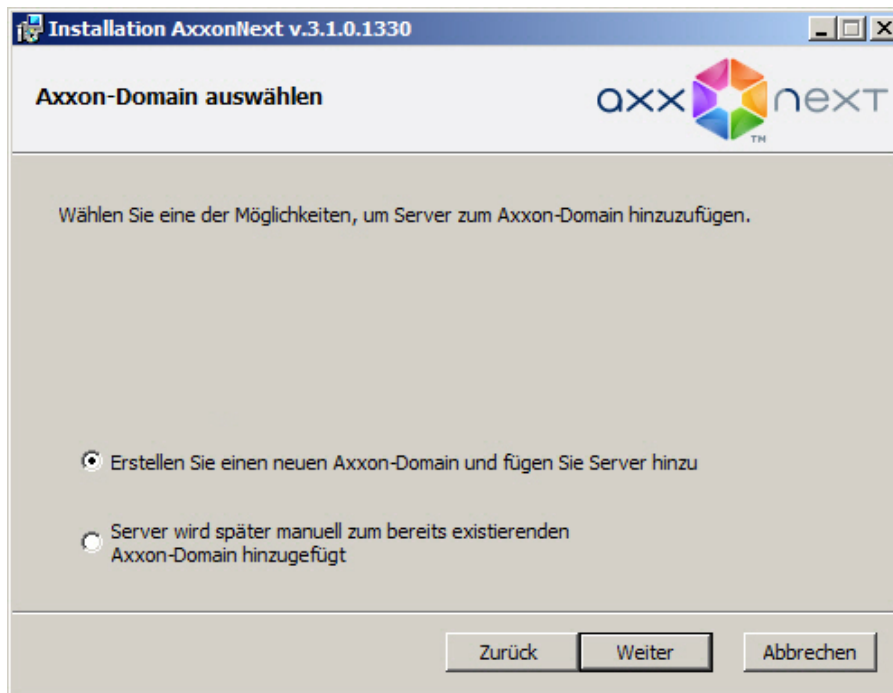 Installation AxxonNext v.3.1.0.1330
Axxon-Domain auswählen
axx next
TM
Wählen Sie eine der Möglichkeiten, um Server zum Axxon-Domain hinzuzufügen.
Erstellen Sie einen neuen Axxon-Domain und fügen Sie Server hinzu
Server wird später manuell zum bereits existierenden
Axxon-Domain hinzugefügt
Zurück
Weiter
Abbrechen